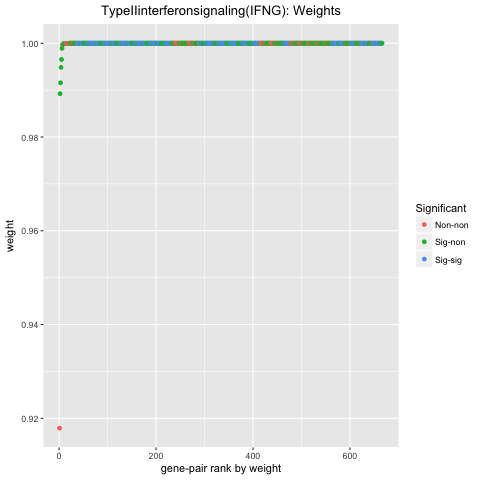 TypeIIinterferonsignaling(IFNG): Weights
1.00
0.98
0.96
0.94
0.92
weight
0
200
400
600
gene-pair rank by weight
Significant
Non-non
Sig-non
Sig-sig